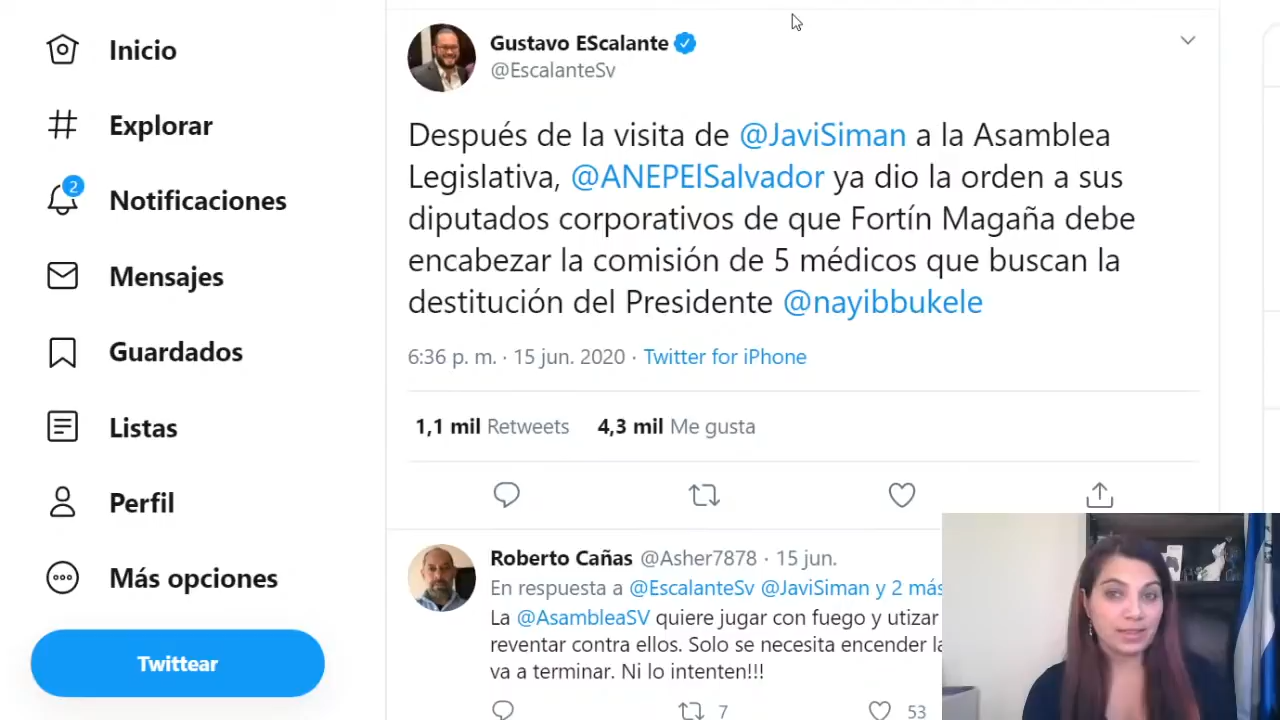 Inicio
Explorar
2
Notificaciones
Mensajes
Guardados
Listas
Perfil
Más opciones
Twittear
Gustavo EScalante
@EscalanteSv
Después de la visita de @JaviSiman a la Asamblea
Legislativa, @ANEPElSalvador ya dio la orden a sus
diputados corporativos de que Fortín Magaña debe
encabezar la comisión de 5 médicos que buscan la
destitución del Presidente @nayibbukele
6:36 p. m. · 15 jun. 2020 · Twitter for iPhone
1,1 mil Retweets 4,3 mil Me gusta
Roberto Cañas @Asher7878 · 15 jun.
En respuesta a @EscalanteSv @JaviSiman y 2 más
La @AsambleaSV quiere jugar con fuego y utizar
reventar contra ellos. Solo se necesita encender la
va a terminar. Ni lo intenten!!!
7 53